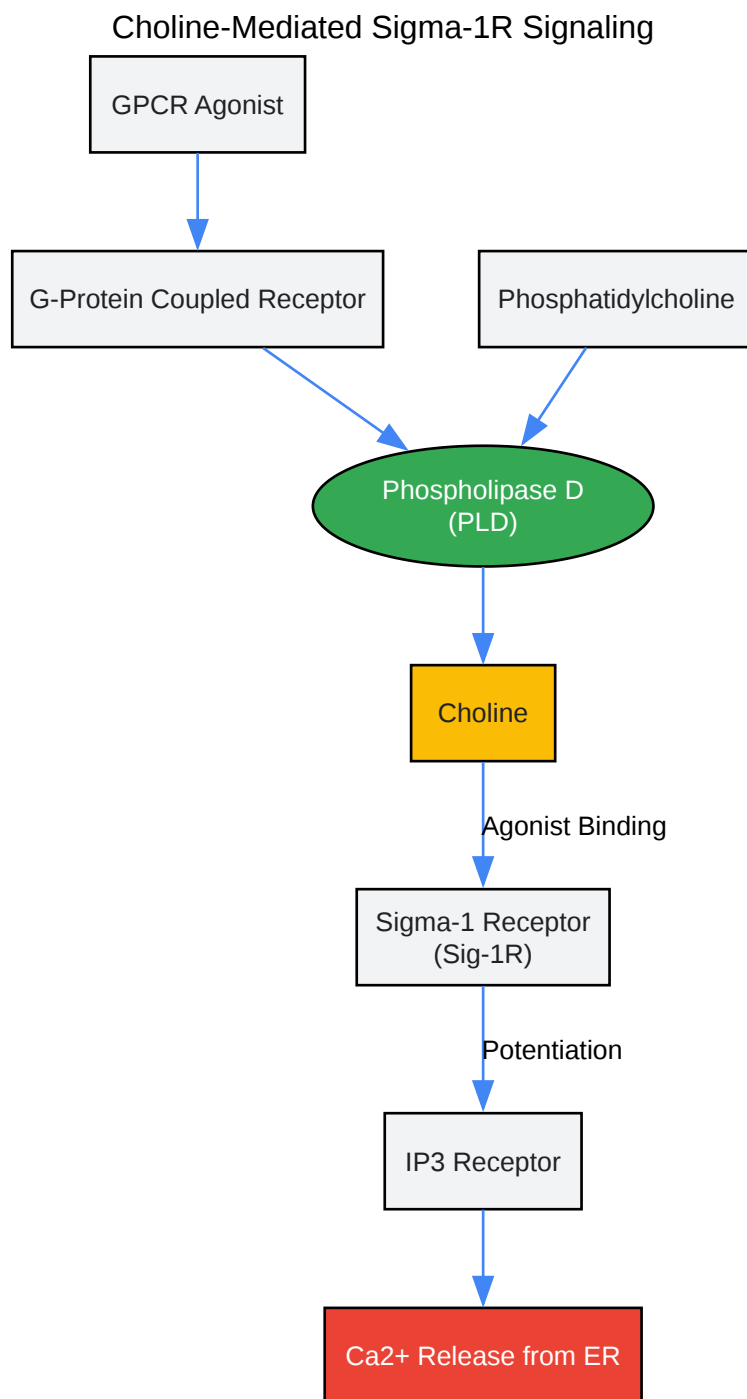 Choline-Mediated Sigma-1R Signaling
GPCR Agonist
G-Protein Coupled Receptor
Phosphatidylcholine
Phospholipase D
(PLD)
Choline
Agonist Binding
Sigma-1 Receptor
(Sig-1R)
Potentiation
IP3 Receptor
Ca2+ Release from ER